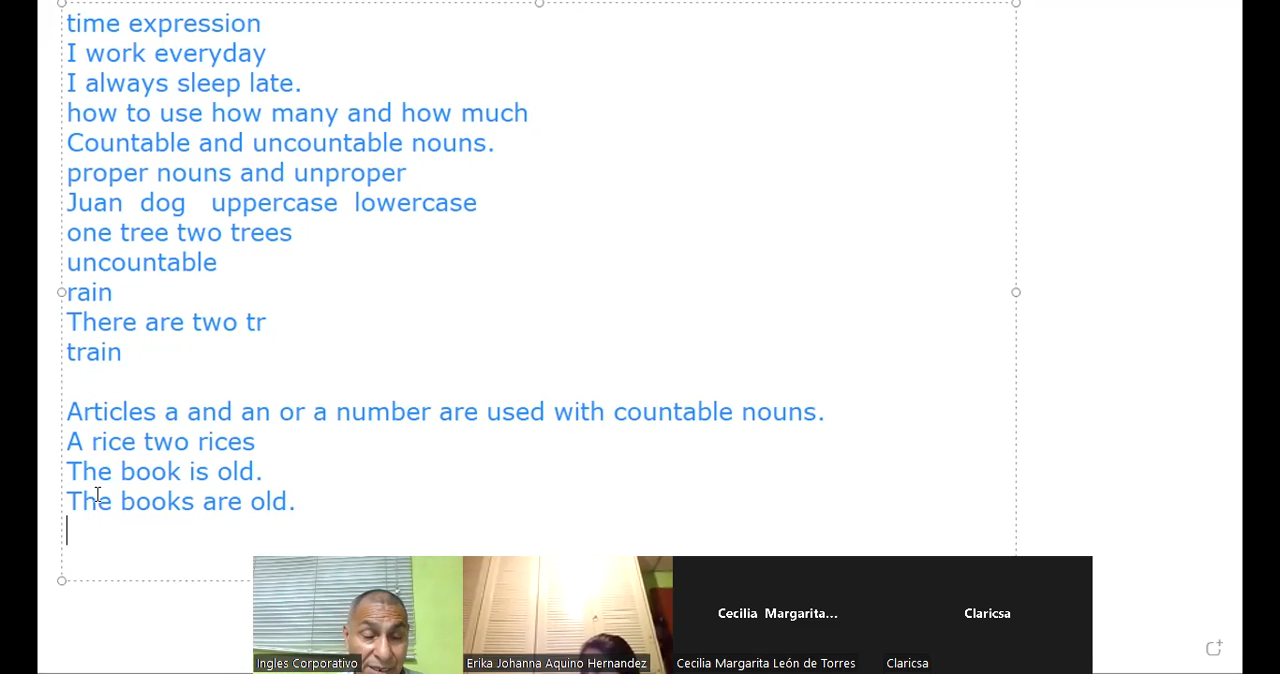 time expression
I work everyday
I always sleep late.
how to use how many and how much
Countable and uncountable nouns.
proper nouns and unproper
Juan  dog   uppercase  lowercase
one tree two trees
uncountable
rain
There are two tr
train
Articles a and an or a number are used with countable nouns.
A rice two rices
The book is old.
The books are old.
Cecilia Margarita...
Claricsa
Ingles Corporativo
Erika Johanna Aquino Hernandez
Cecilia Margarita León de Torres
Claricsa